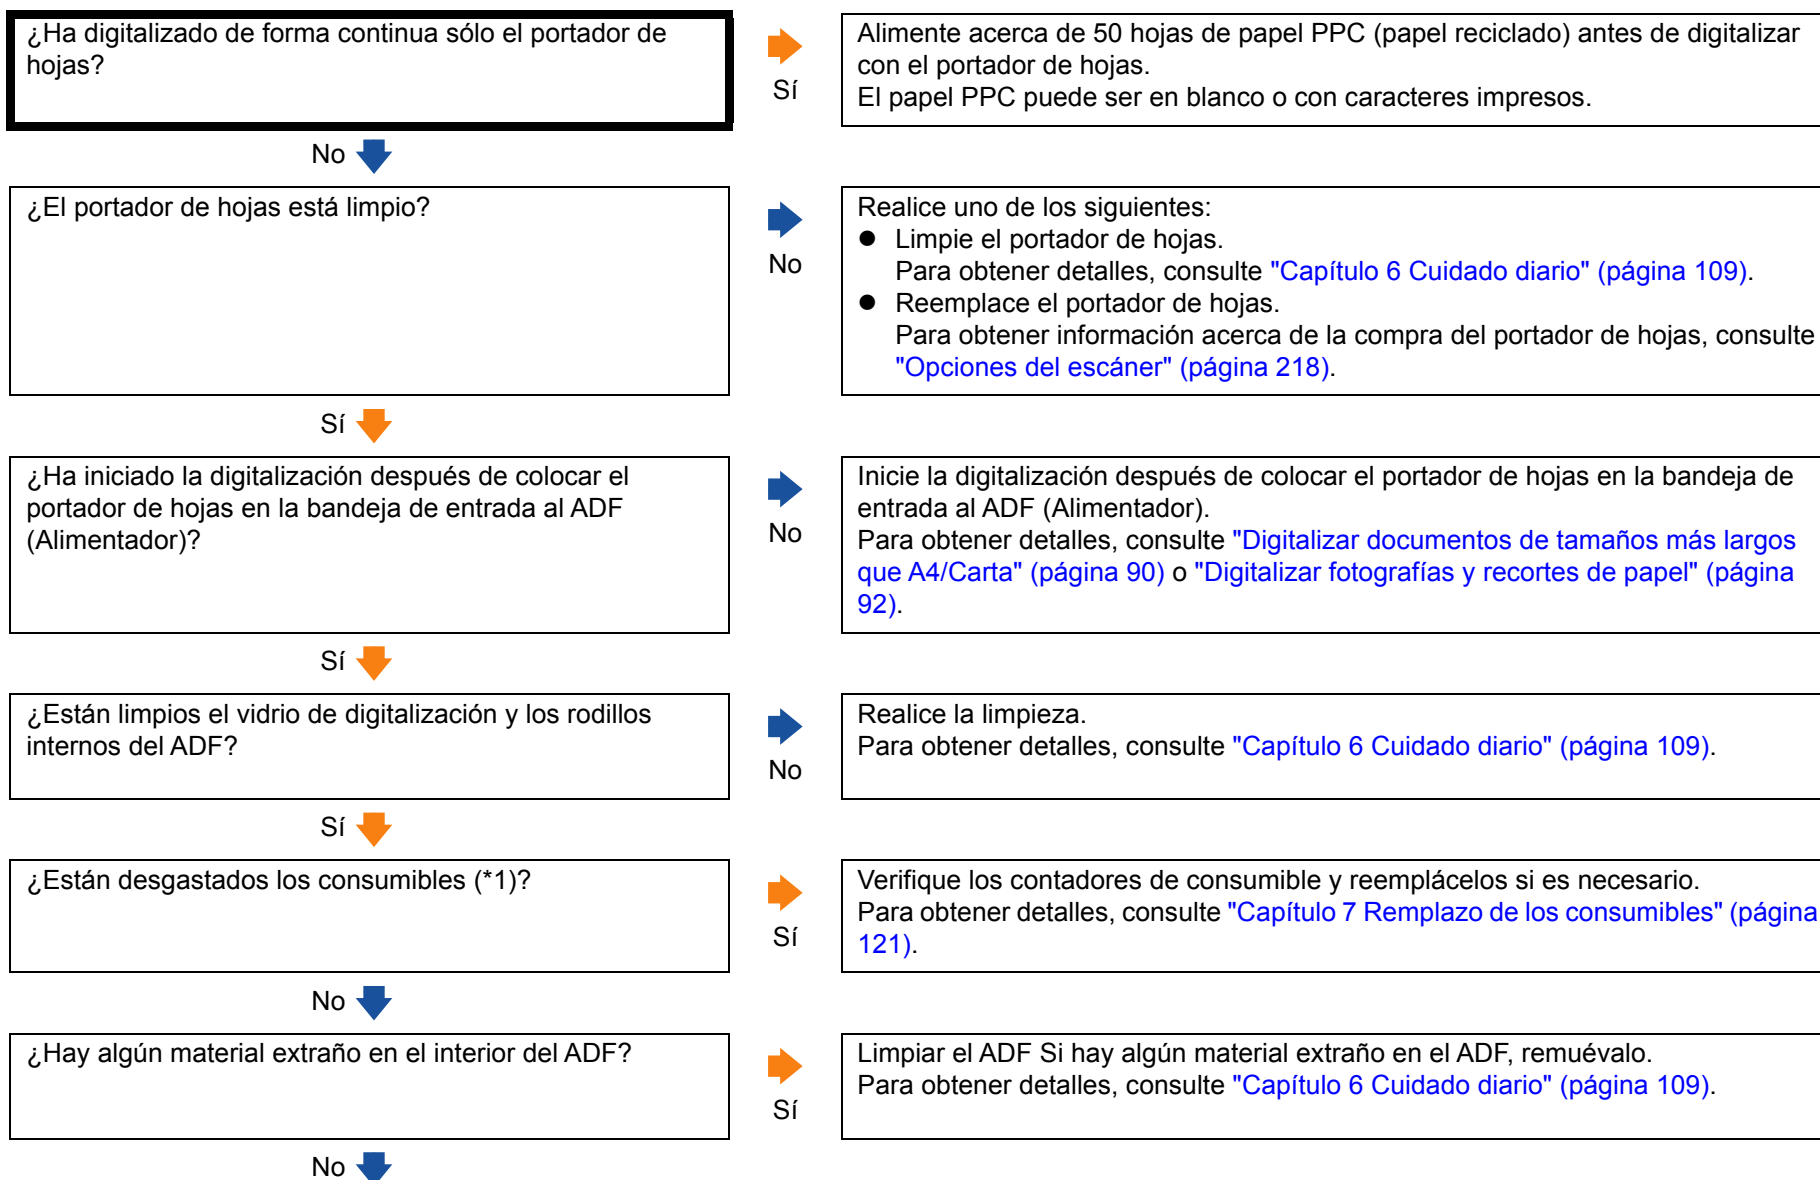 ¿Ha digitalizado de forma continua sólo el portador de
hojas?
Sí
Alimente acerca de 50 hojas de papel PPC (papel reciclado) antes de digitalizar
con el portador de hojas.
El papel PPC puede ser en blanco o con caracteres impresos.
No
¿El portador de hojas está limpio?
No
Realice uno de los siguientes:
● Limpie el portador de hojas.
Para obtener detalles, consulte "Capítulo 6 Cuidado diario" (página 109).
● Reemplace el portador de hojas.
Para obtener información acerca de la compra del portador de hojas, consulte
"Opciones del escáner" (página 218).
Sí
¿Ha iniciado la digitalización después de colocar el
portador de hojas en la bandeja de entrada al ADF
(Alimentador)?
No
Inicie la digitalización después de colocar el portador de hojas en la bandeja de
entrada al ADF (Alimentador).
Para obtener detalles, consulte "Digitalizar documentos de tamaños más largos
que A4/Carta" (página 90) o "Digitalizar fotografías y recortes de papel" (página
92).
Sí
¿Están limpios el vidrio de digitalización y los rodillos
internos del ADF?
No
Realice la limpieza.
Para obtener detalles, consulte "Capítulo 6 Cuidado diario" (página 109).
Sí
¿Están desgastados los consumibles (*1)?
Sí
Verifique los contadores de consumible y reemplácelos si es necesario.
Para obtener detalles, consulte "Capítulo 7 Remplazo de los consumibles" (página
121).
No
¿Hay algún material extraño en el interior del ADF?
Sí
Limpiar el ADF Si hay algún material extraño en el ADF, remuévalo.
Para obtener detalles, consulte "Capítulo 6 Cuidado diario" (página 109).
No